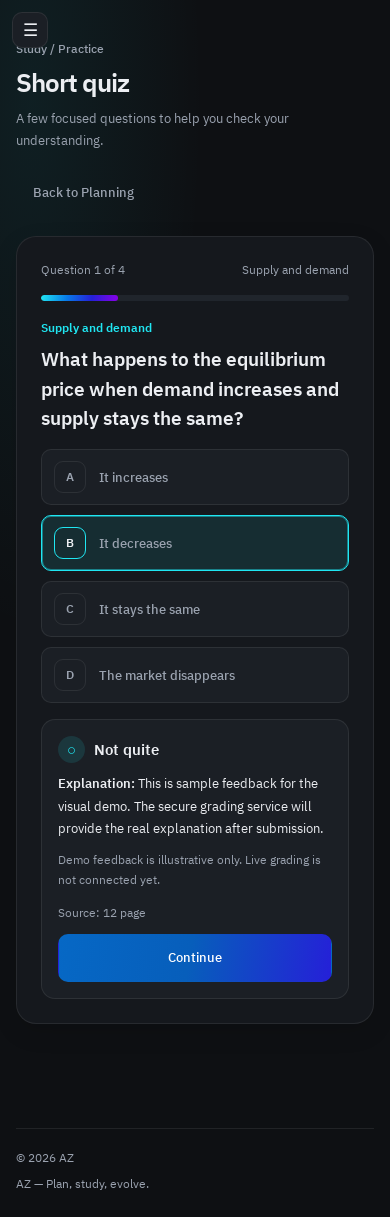 ☰
Study / Practice
Short quiz
A few focused questions to help you check your
understanding.
Back to Planning
Question 1 of 4
Supply and demand
Supply and demand
What happens to the equilibrium
price when demand increases and
supply stays the same?
A It increases
B It decreases
C It stays the same
D The market disappears
○ Not quite
Explanation: This is sample feedback for the
visual demo. The secure grading service will
provide the real explanation after submission.
Demo feedback is illustrative only. Live grading is
not connected yet.
Source: 12 page
Continue
© 2026 AZ
AZ — Plan, study, evolve.